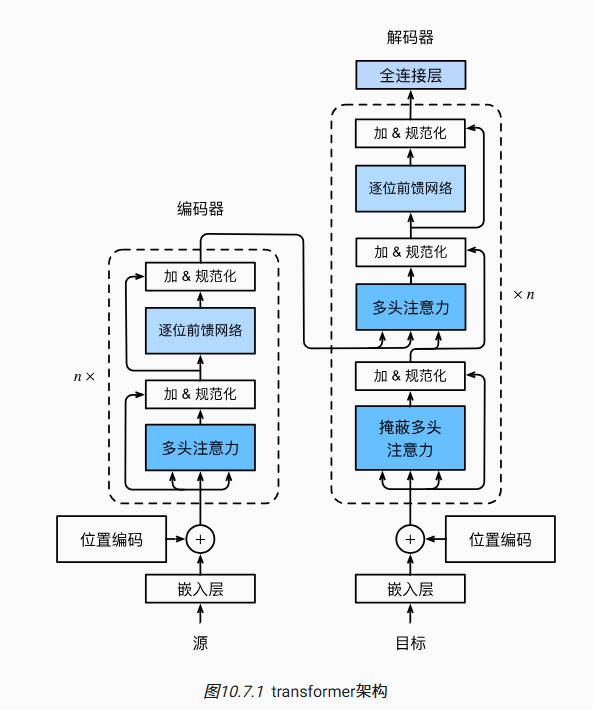 解码器
全连接层
加 & 规范化
逐位前馈网络
加 & 规范化
多头注意力
加 & 规范化
掩蔽多头
注意力
× n
编码器
加 & 规范化
逐位前馈网络
加 & 规范化
多头注意力
n ×
位置编码
+
嵌入层
源
+
位置编码
嵌入层
目标
图10.7.1 transformer架构